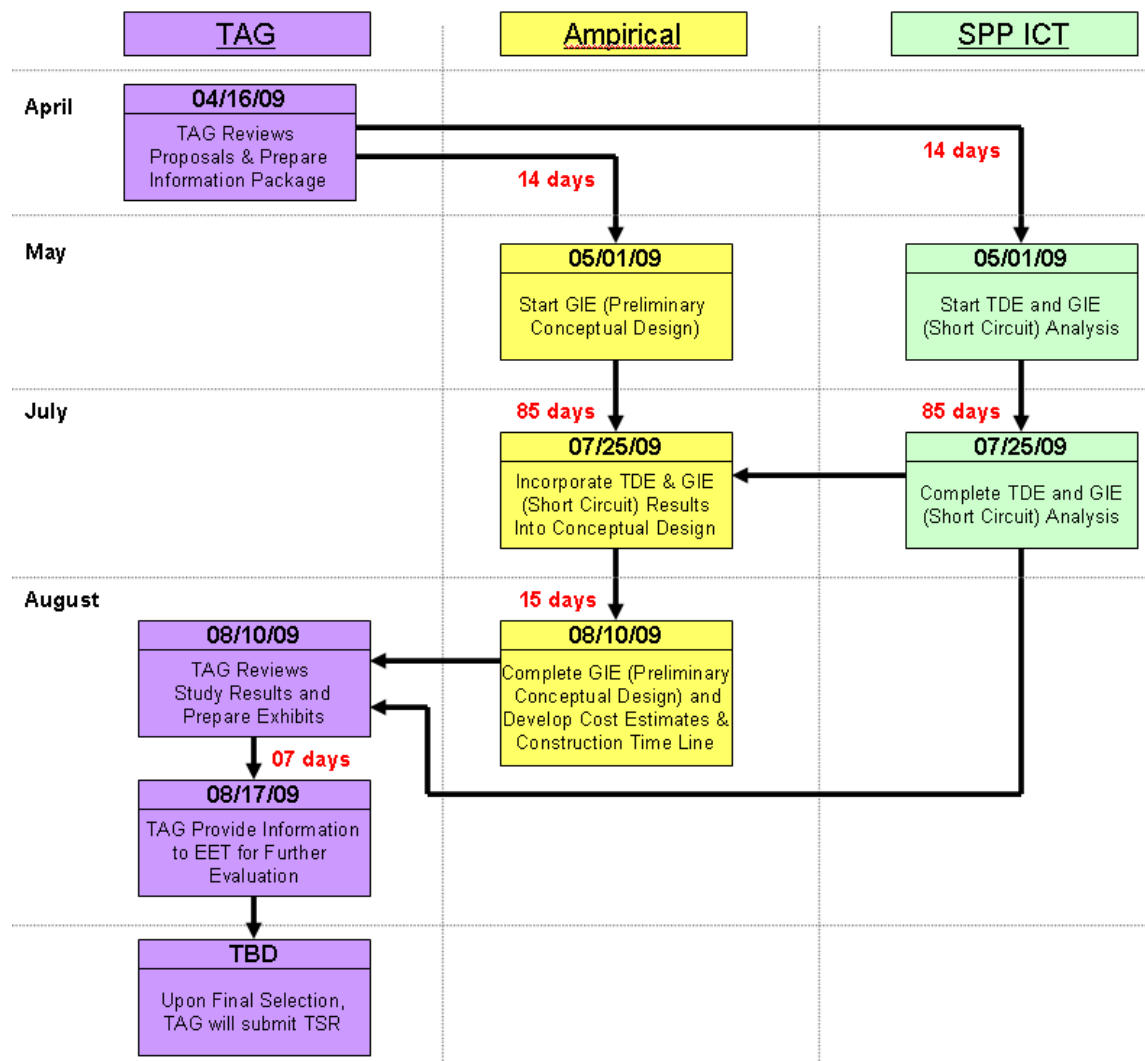 TAG
Ampirical
SPP ICT
April
04/16/09
TAG Reviews
Proposals & Prepare
Information Package
14 days
14 days
May
05/01/09
Start GIE (Preliminary
Conceptual Design)
05/01/09
Start TDE and GIE
(Short Circuit) Analysis
July
85 days
85 days
07/25/09
Incorporate TDE & GIE
(Short Circuit) Results
Into Conceptual Design
07/25/09
Complete TDE and GIE
(Short Circuit) Analysis
August
15 days
08/10/09
TAG Reviews
Study Results and
Prepare Exhibits
08/10/09
Complete GIE (Preliminary
Conceptual Design) and
Develop Cost Estimates &
Construction Time Line
07 days
08/17/09
TAG Provide Information
to EET for Further
Evaluation
TBD
Upon Final Selection,
TAG will submit TSR